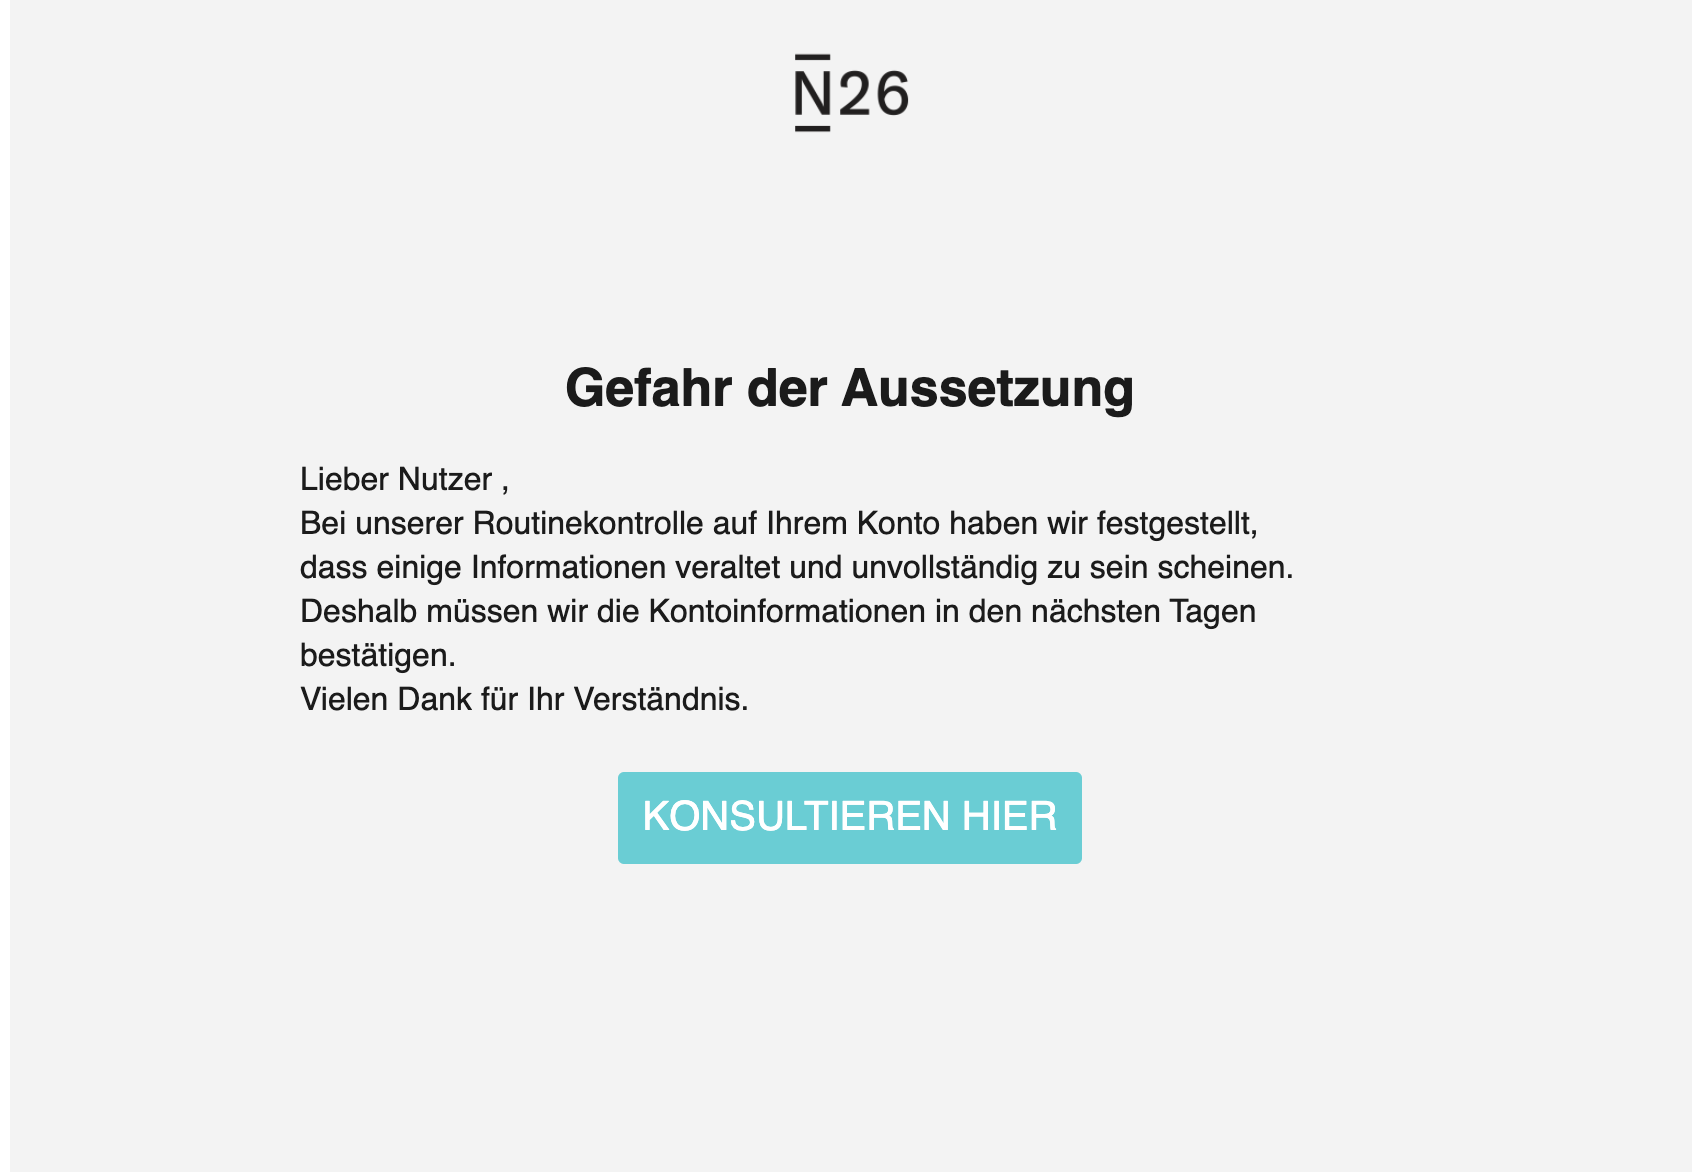 N26
Gefahr der Aussetzung
Lieber Nutzer ,
Bei unserer Routinekontrolle auf Ihrem Konto haben wir festgestellt,
dass einige Informationen veraltet und unvollständig zu sein scheinen.
Deshalb müssen wir die Kontoinformationen in den nächsten Tagen
bestätigen.
Vielen Dank für Ihr Verständnis.
KONSULTIEREN HIER